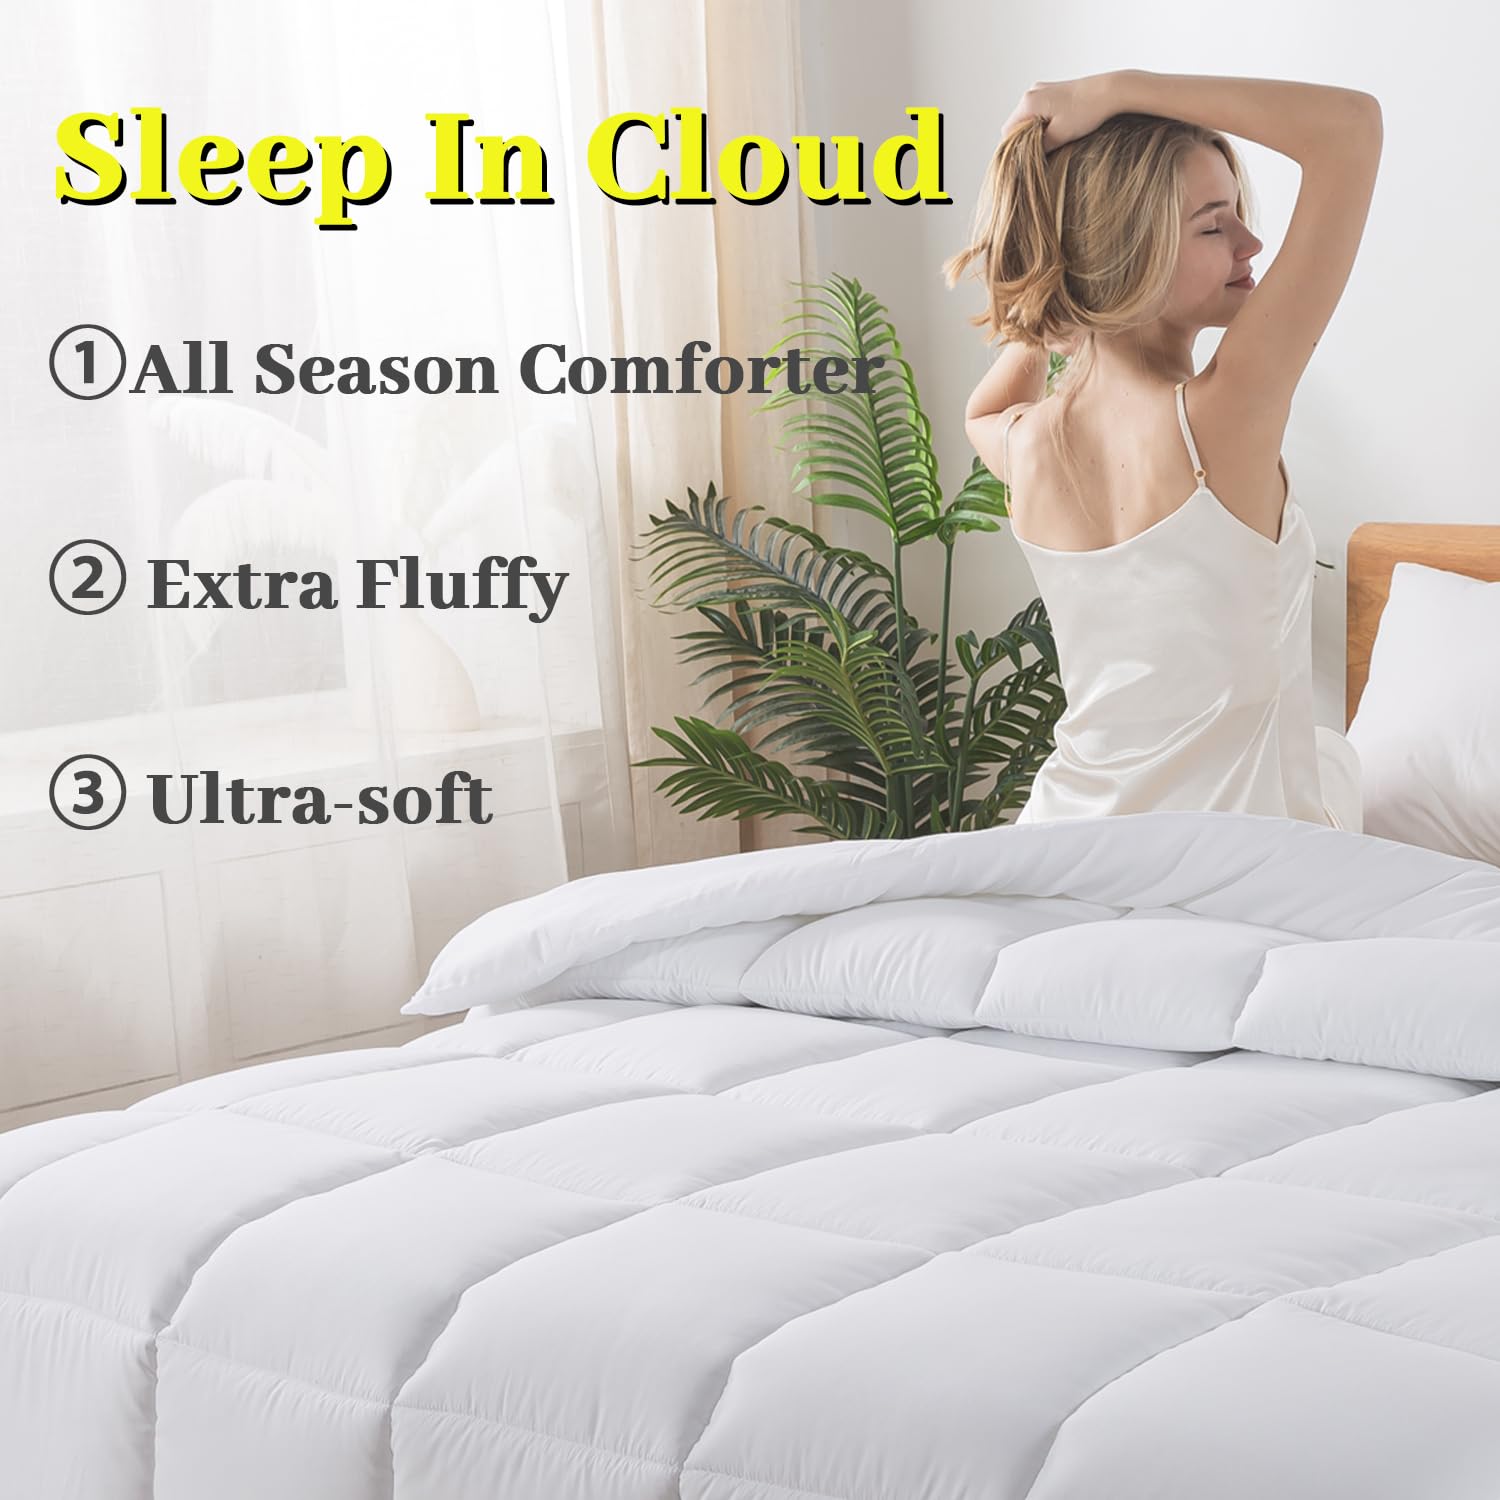 Sleep In Cloud
①All Season Comforter
② Extra Fluffy
③ Ultra-soft